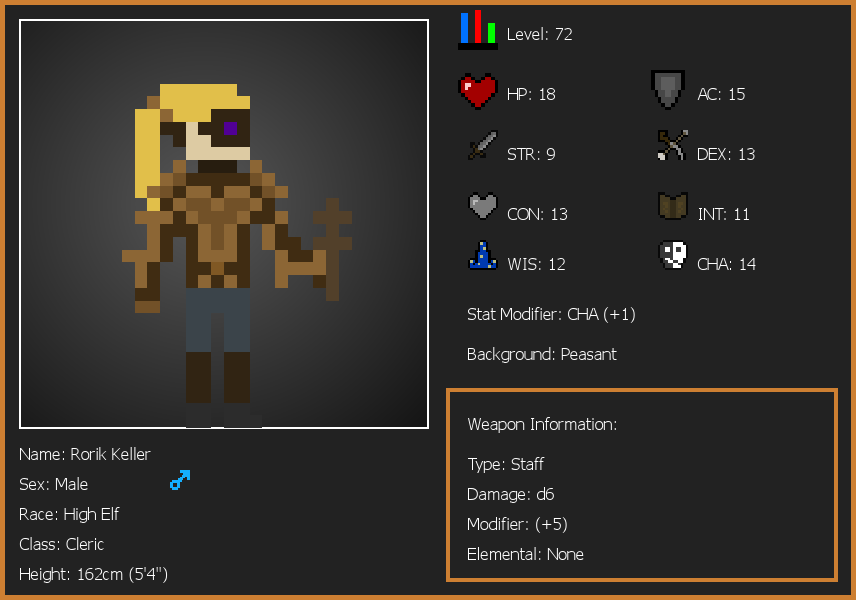 Level: 72
HP: 18
AC: 15
STR: 9
DEX: 13
CON: 13
INT: 11
WIS: 12
CHA: 14
Stat Modifier: CHA (+1)
Background: Peasant
Weapon Information:
Type: Staff
Damage: d6
Modifier: (+5)
Elemental: None
Name: Rorik Keller
Sex: Male
Race: High Elf
Class: Cleric
Height: 162cm (5'4")